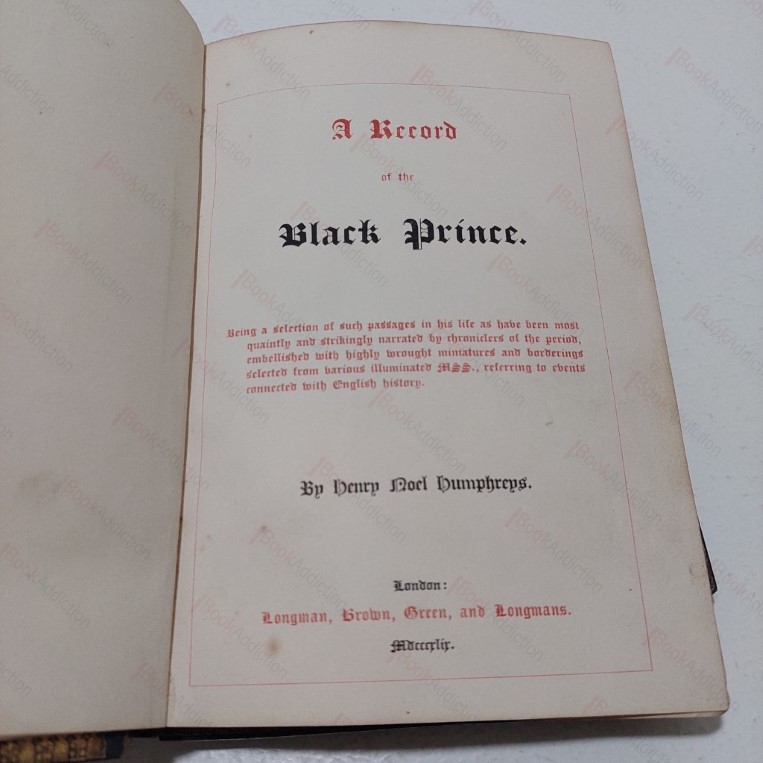 A Record
of the
Black Prince.
Being a selection of such passages in his life as have been most
quaintly and strikingly narrated by chroniclers of the period,
embellished with highly wrought miniatures and borderings
selected from various illuminated MSS., referring to events
connected with English history.
By Henry Noel Humphreys.
London:
Longman, Brown, Green, and Longmans.
Mdcccxlix.
BookAddiction